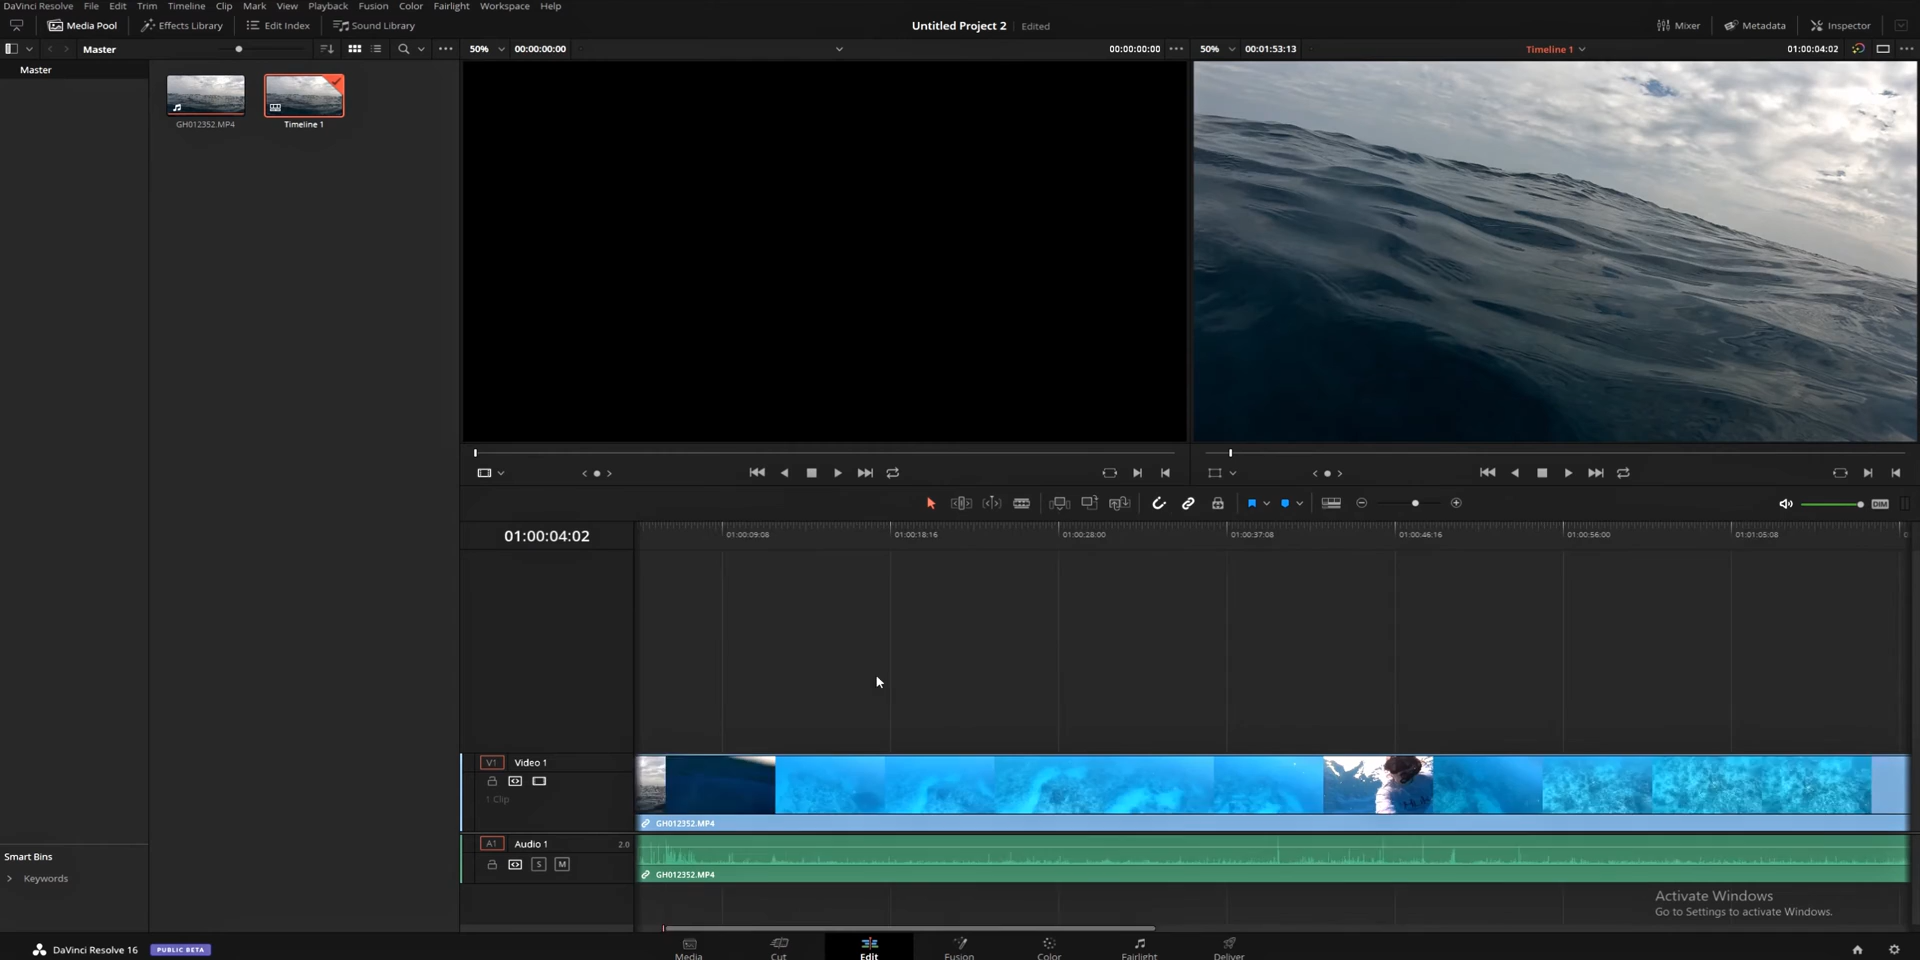 DaVinci Resolve File Edit Trim Timeline Clip Mark View Playback Fusion Color Fairlight Workspace Help
Media Pool Effects Library Edit Index Sound Library Untitled Project 2 Edited Mixer Metadata Inspector
Master 50% 00:00:00:00 00:00:00:00 50% 00:01:53:13 Timeline 1 01:00:04:02
Master
GH012352.MP4 Timeline 1
DIM
01:00:04:02 01:00:09:08 01:00:18:16 01:00:28:00 01:00:37:08 01:00:46:16 01:00:56:00 01:01:05:08
V1 Video 1
1 Clip
GH012352.MP4
A1 Audio 1 2.0
S M
GH012352.MP4
Smart Bins
Keywords
Activate Windows
Go to Settings to activate Windows.
DaVinci Resolve 16 PUBLIC BETA Media Cut Edit Fusion Color Fairlight Deliver